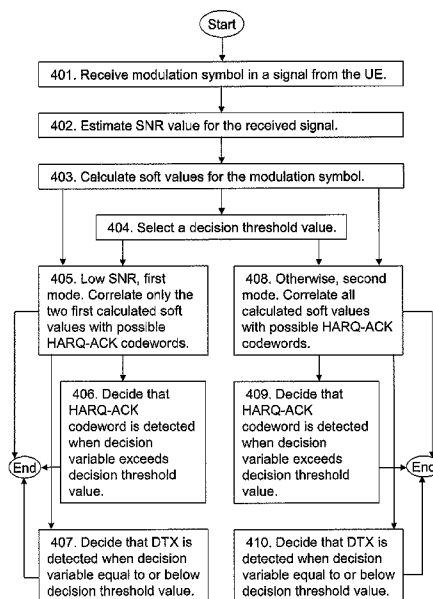 Start
401. Receive modulation symbol in a signal from the UE.
402. Estimate SNR value for the received signal.
403. Calculate soft values for the modulation symbol.
404. Select a decision threshold value.
405. Low SNR, first
mode. Correlate only the
two first calculated soft
values with possible
HARQ-ACK codewords.
408. Otherwise, second
mode. Correlate all
calculated soft values
with possible HARQ-ACK
codewords.
406. Decide that
HARQ-ACK
codeword is detected
when decision
variable exceeds
decision threshold
value.
409. Decide that
HARQ-ACK
codeword is detected
when decision
variable exceeds
decision threshold
value.
End
End
407. Decide that DTX is
detected when decision
variable equal to or below
decision threshold value.
410. Decide that DTX is
detected when decision
variable equal to or below
decision threshold value.